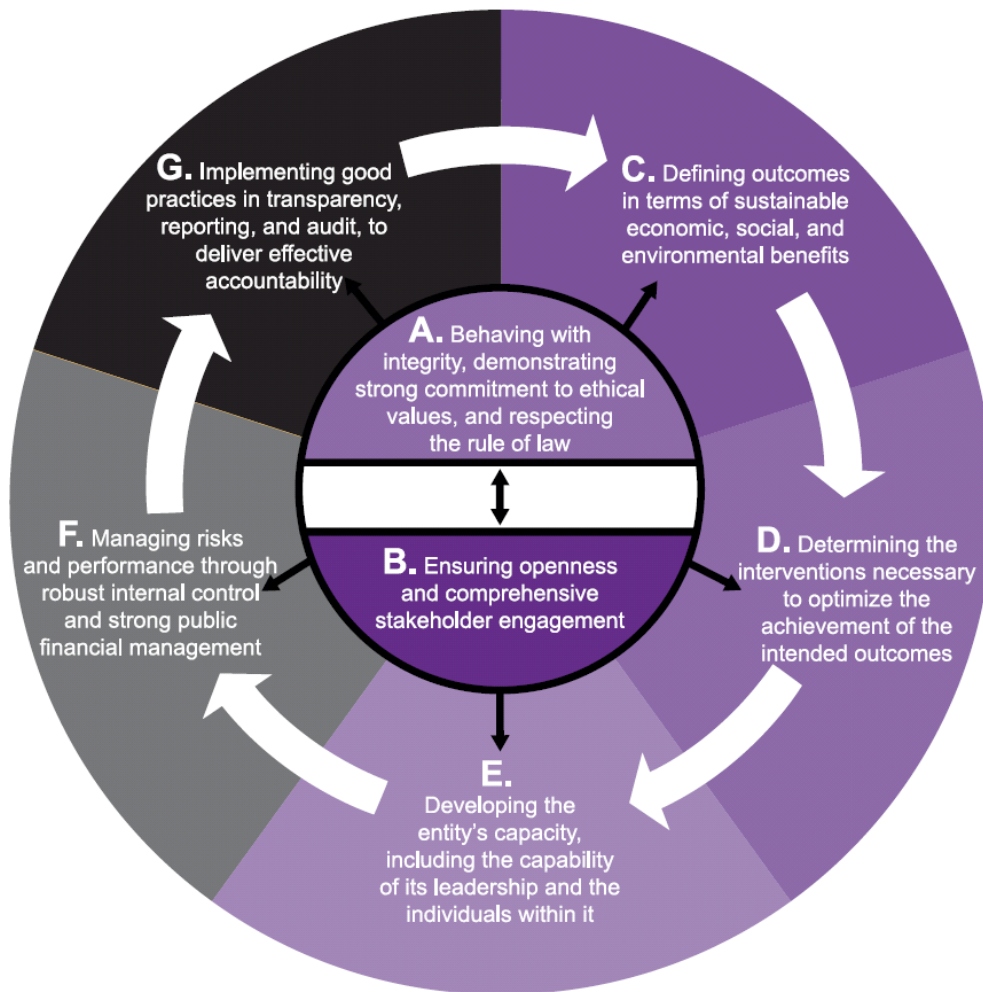 G. Implementing good
practices in transparency,
reporting, and audit, to
deliver effective
accountability
C. Defining outcomes
in terms of sustainable
economic, social, and
environmental benefits
A. Behaving with
integrity, demonstrating
strong commitment to ethical
values, and respecting
the rule of law
B. Ensuring openness
and comprehensive
stakeholder engagement
D. Determining the
interventions necessary
to optimize the
achievement of the
intended outcomes
E.
Developing the
entity’s capacity,
including the capability
of its leadership and the
individuals within it
F. Managing risks
and performance through
robust internal control
and strong public
financial management